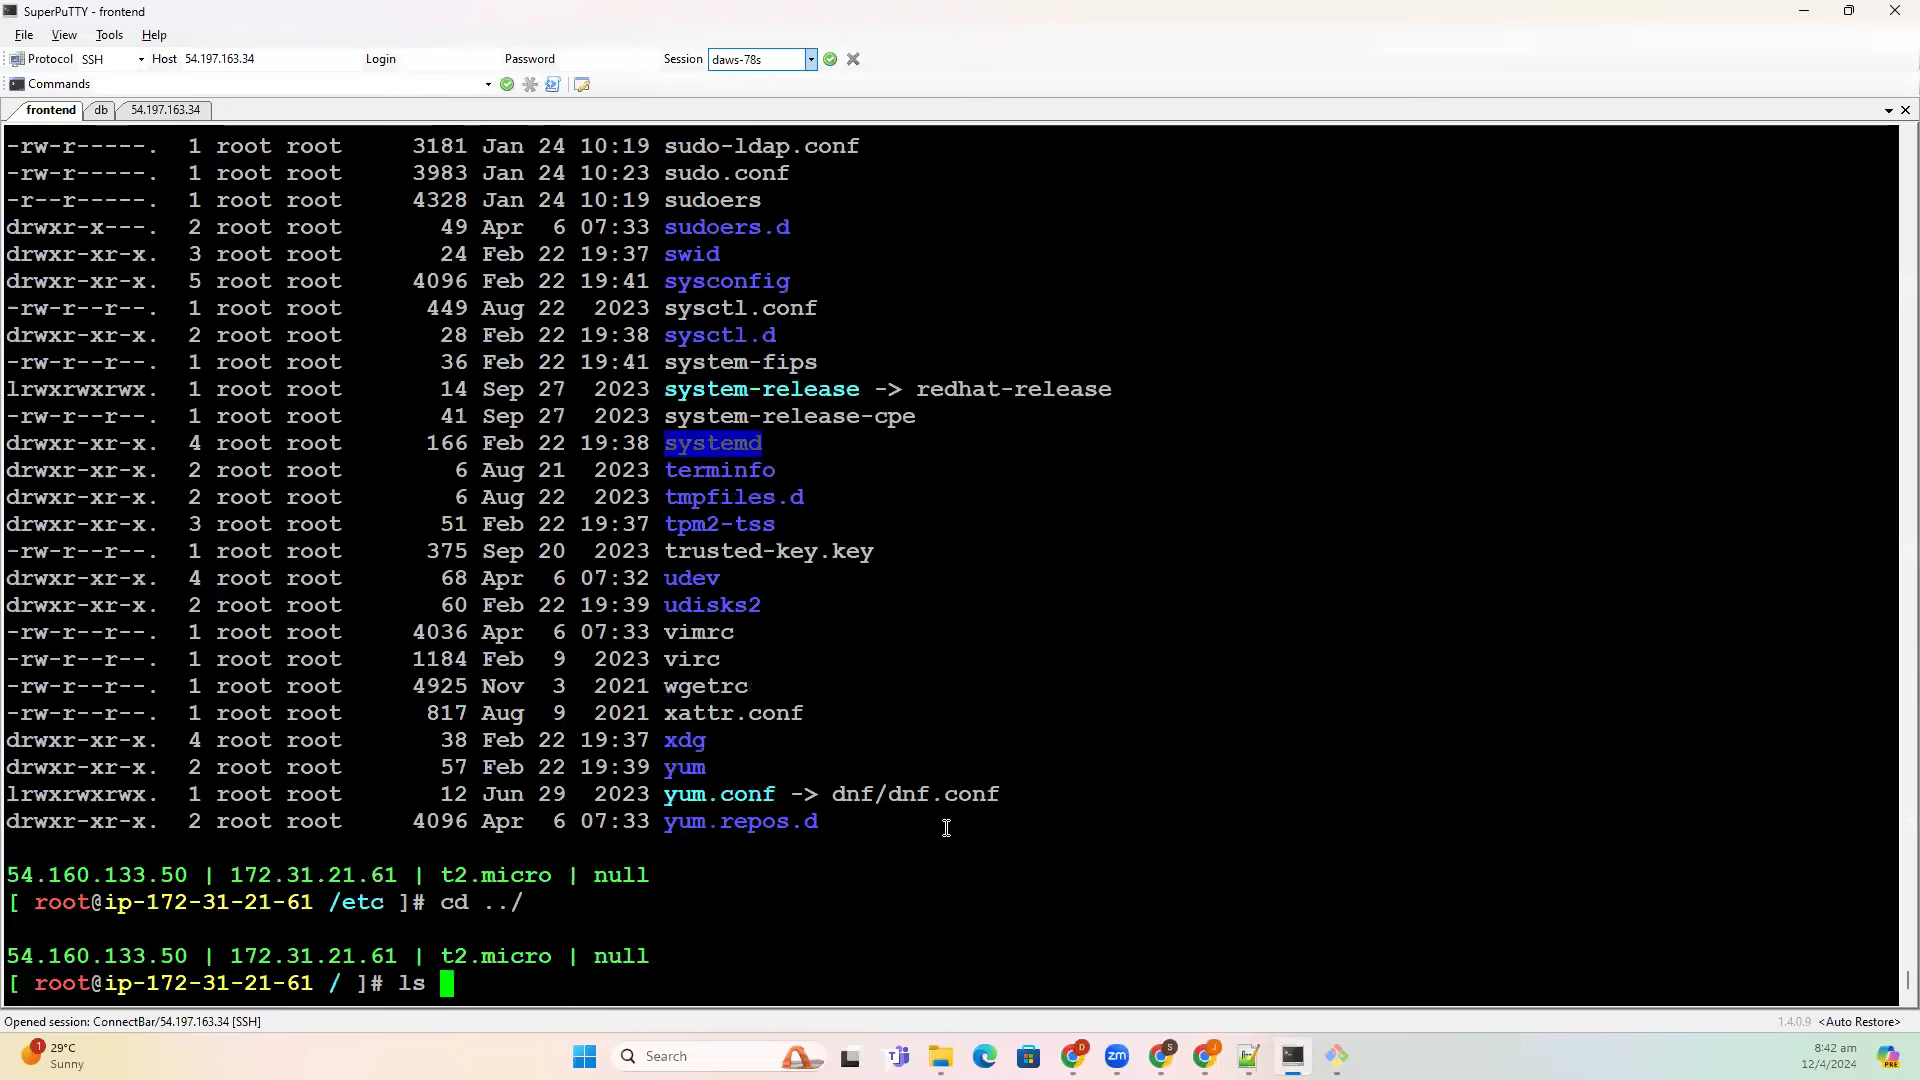 SuperPuTTY - frontend
File View Tools Help
Protocol SSH Host 54.197.163.34 Login Password Session daws-78s
Commands
frontend db 54.197.163.34
-rw-r-----. 1 root root 3181 Jan 24 10:19 sudo-ldap.conf
-rw-r-----. 1 root root 3983 Jan 24 10:23 sudo.conf
-r--r-----. 1 root root 4328 Jan 24 10:19 sudoers
drwxr-x---. 2 root root 49 Apr 6 07:33 sudoers.d
drwxr-xr-x. 3 root root 24 Feb 22 19:37 swid
drwxr-xr-x. 5 root root 4096 Feb 22 19:41 sysconfig
-rw-r--r--. 1 root root 449 Aug 22 2023 sysctl.conf
drwxr-xr-x. 2 root root 28 Feb 22 19:38 sysctl.d
-rw-r--r--. 1 root root 36 Feb 22 19:41 system-fips
lrwxrwxrwx. 1 root root 14 Sep 27 2023 system-release -> redhat-release
-rw-r--r--. 1 root root 41 Sep 27 2023 system-release-cpe
drwxr-xr-x. 4 root root 166 Feb 22 19:38 systemd
drwxr-xr-x. 2 root root 6 Aug 21 2023 terminfo
drwxr-xr-x. 2 root root 6 Aug 22 2023 tmpfiles.d
drwxr-xr-x. 3 root root 51 Feb 22 19:37 tpm2-tss
-rw-r--r--. 1 root root 375 Sep 20 2023 trusted-key.key
drwxr-xr-x. 4 root root 68 Apr 6 07:32 udev
drwxr-xr-x. 2 root root 60 Feb 22 19:39 udisks2
-rw-r--r--. 1 root root 4036 Apr 6 07:33 vimrc
-rw-r--r--. 1 root root 1184 Feb 9 2023 virc
-rw-r--r--. 1 root root 4925 Nov 3 2021 wgetrc
-rw-r--r--. 1 root root 817 Aug 9 2021 xattr.conf
drwxr-xr-x. 4 root root 38 Feb 22 19:37 xdg
drwxr-xr-x. 2 root root 57 Feb 22 19:39 yum
lrwxrwxrwx. 1 root root 12 Jun 29 2023 yum.conf -> dnf/dnf.conf
drwxr-xr-x. 2 root root 4096 Apr 6 07:33 yum.repos.d
54.160.133.50 | 172.31.21.61 | t2.micro | null
[ root@ip-172-31-21-61 /etc ]# cd ../
54.160.133.50 | 172.31.21.61 | t2.micro | null
[ root@ip-172-31-21-61 / ]# ls
Opened session: ConnectBar/54.197.163.34 [SSH] 1.4.0.9 <Auto Restore>
1 29°C
Sunny
Search
D
zm
S
J
8:42 am
12/4/2024
PRE